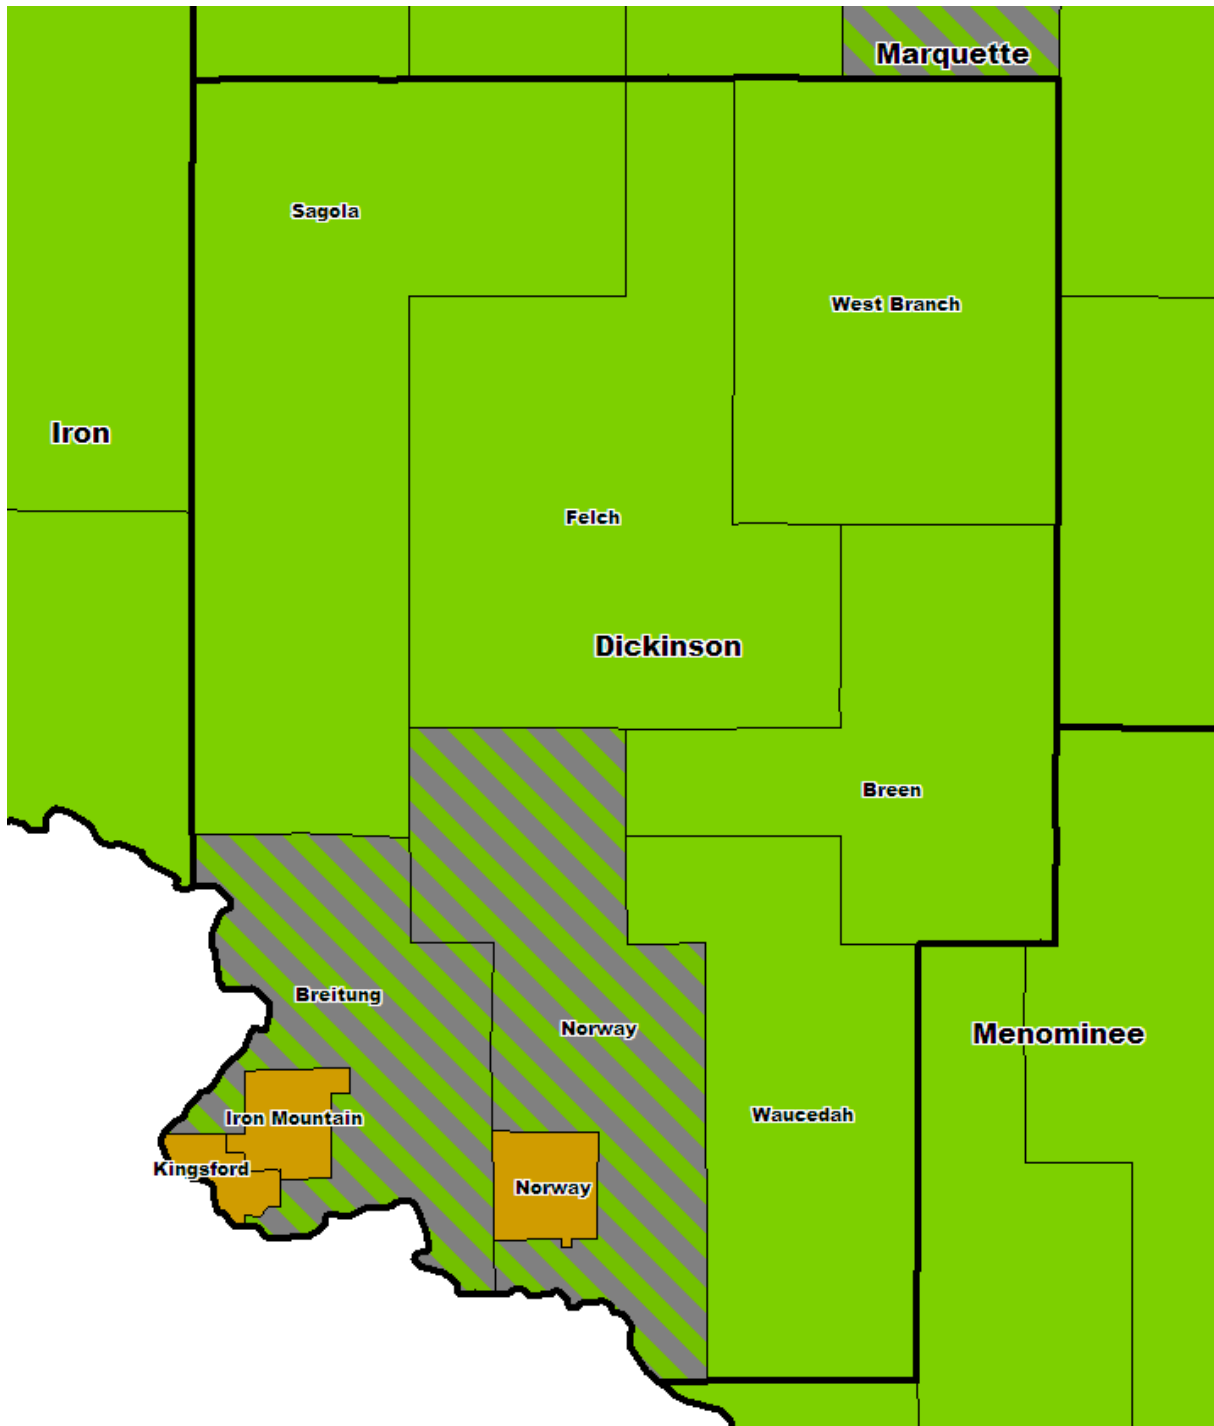 Marquette
Sagola
West Branch
Iron
Felch
Dickinson
Breen
Breitung
Norway
Menominee
Waucedah
Iron Mountain
Kingsford
Norway